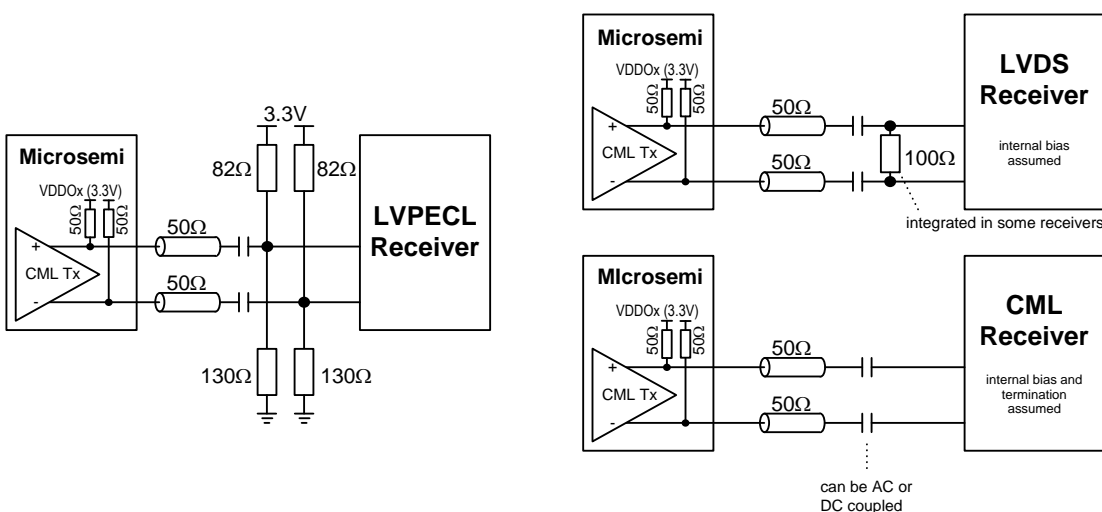 Microsemi
VDDOx (3.3V)
50Ω
50Ω
+
CML Tx
-
50Ω
50Ω
3.3V
82Ω
82Ω
130Ω
130Ω
LVPECL
Receiver
Microsemi
VDDOx (3.3V)
50Ω
50Ω
+
CML Tx
-
50Ω
50Ω
100Ω
LVDS
Receiver
internal bias
assumed
integrated in some receivers
MIcrosemi
VDDOx (3.3V)
50Ω
50Ω
+
CML Tx
-
50Ω
50Ω
CML
Receiver
internal bias and
termination
assumed
can be AC or
DC coupled